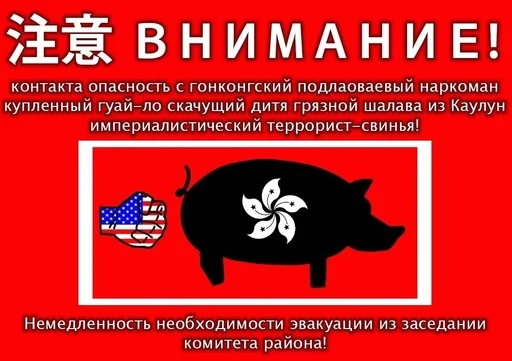 注意 ВНИМАНИЕ!
контакта опасность с гонконгский подлаоваевый наркоман
купленный гуай-ло скачущий дитя грязной шалава из Каулун
империалистический террорист-свинья!
Немедленность необходимости эвакуации из заседании
комитета района!